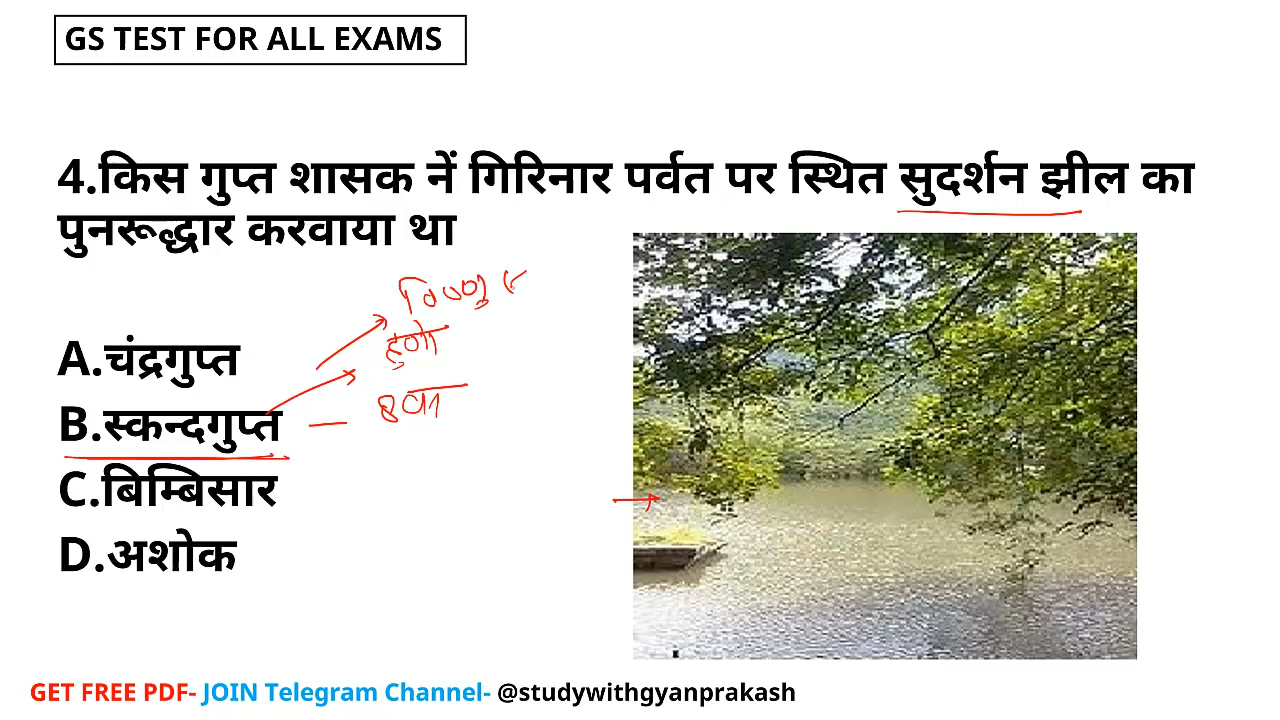 GS TEST FOR ALL EXAMS
4.किस गुप्त शासक नें गिरिनार पर्वत पर स्थित सुदर्शन झील का
पुनरूद्धार करवाया था
A.चंद्रगुप्त
B.स्कन्दगुप्त
C.बिम्बिसार
D.अशोक
GET FREE PDF- JOIN Telegram Channel- @studywithgyanprakash